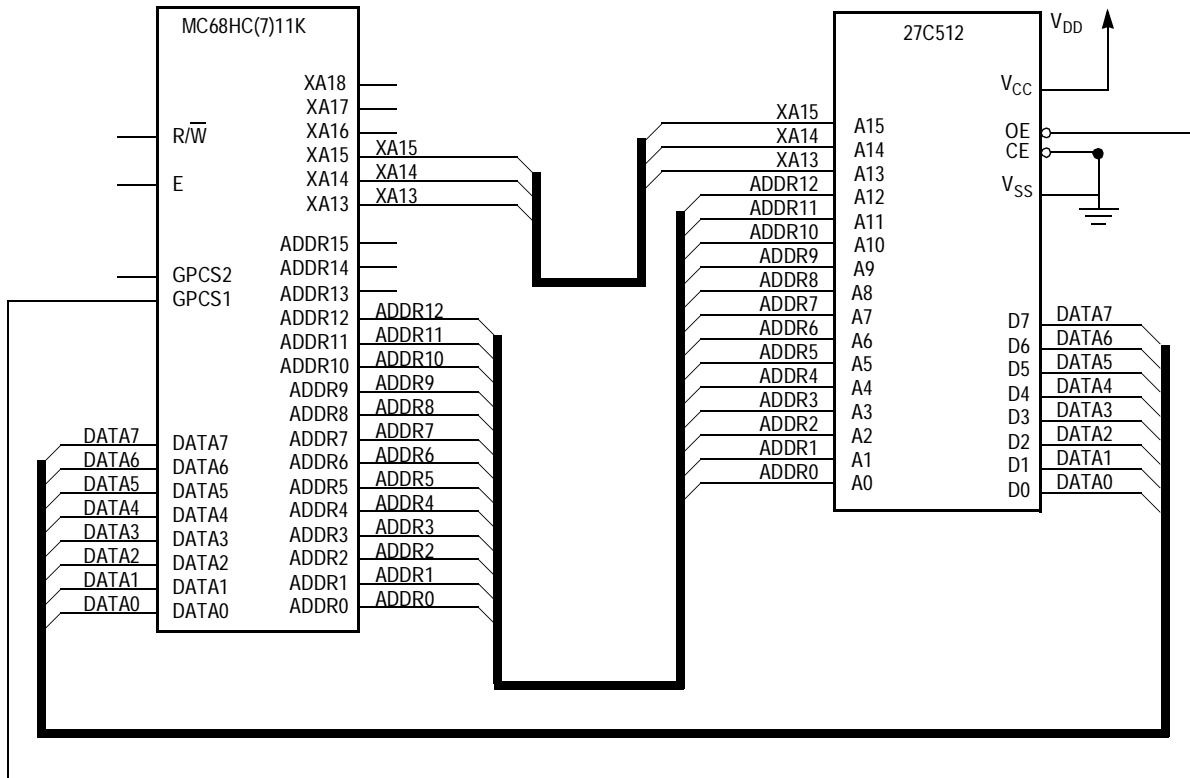 MC68HC(7)11K
XA18
XA17
XA16
XA15
XA14
XA13
XA15
XA14
XA13
R/W
E
GPCS2
GPCS1
ADDR15
ADDR14
ADDR13
ADDR12
ADDR11
ADDR10
ADDR9
ADDR8
ADDR7
ADDR6
ADDR5
ADDR4
ADDR3
ADDR2
ADDR1
ADDR0
ADDR12
ADDR11
ADDR10
ADDR9
ADDR8
ADDR7
ADDR6
ADDR5
ADDR4
ADDR3
ADDR2
ADDR1
ADDR0
DATA7
DATA6
DATA5
DATA4
DATA3
DATA2
DATA1
DATA0
DATA7
DATA6
DATA5
DATA4
DATA3
DATA2
DATA1
DATA0
27C512
VDD
VCC
OE
CE
VSS
XA15
XA14
XA13
ADDR12
ADDR11
ADDR10
ADDR9
ADDR8
ADDR7
ADDR6
ADDR5
ADDR4
ADDR3
ADDR2
ADDR1
ADDR0
A15
A14
A13
A12
A11
A10
A9
A8
A7
A6
A5
A4
A3
A2
A1
A0
D7
D6
D5
D4
D3
D2
D1
D0
DATA7
DATA6
DATA5
DATA4
DATA3
DATA2
DATA1
DATA0